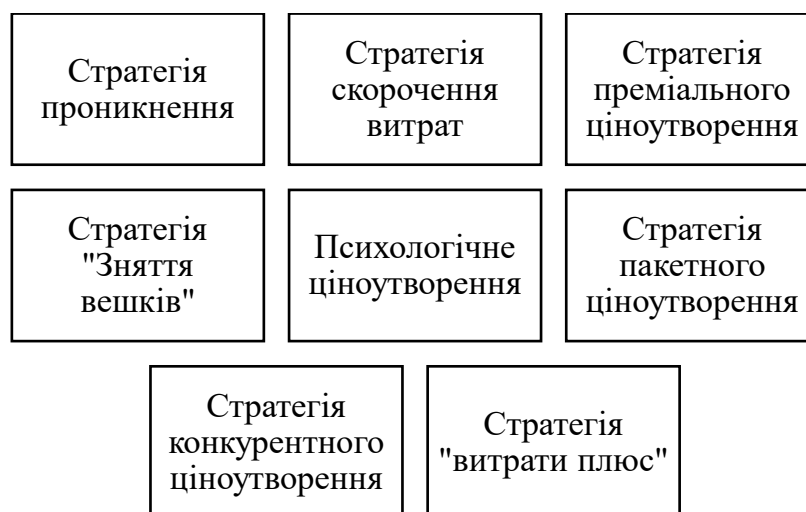 Стратегія
проникнення
Стратегія
скорочення
витрат
Стратегія
преміального
ціноутворення
Стратегія
"Зняття
вешків"
Психологічне
ціноутворення
Стратегія
пакетного
ціноутворення
Стратегія
конкурентного
ціноутворення
Стратегія
"витрати плюс"